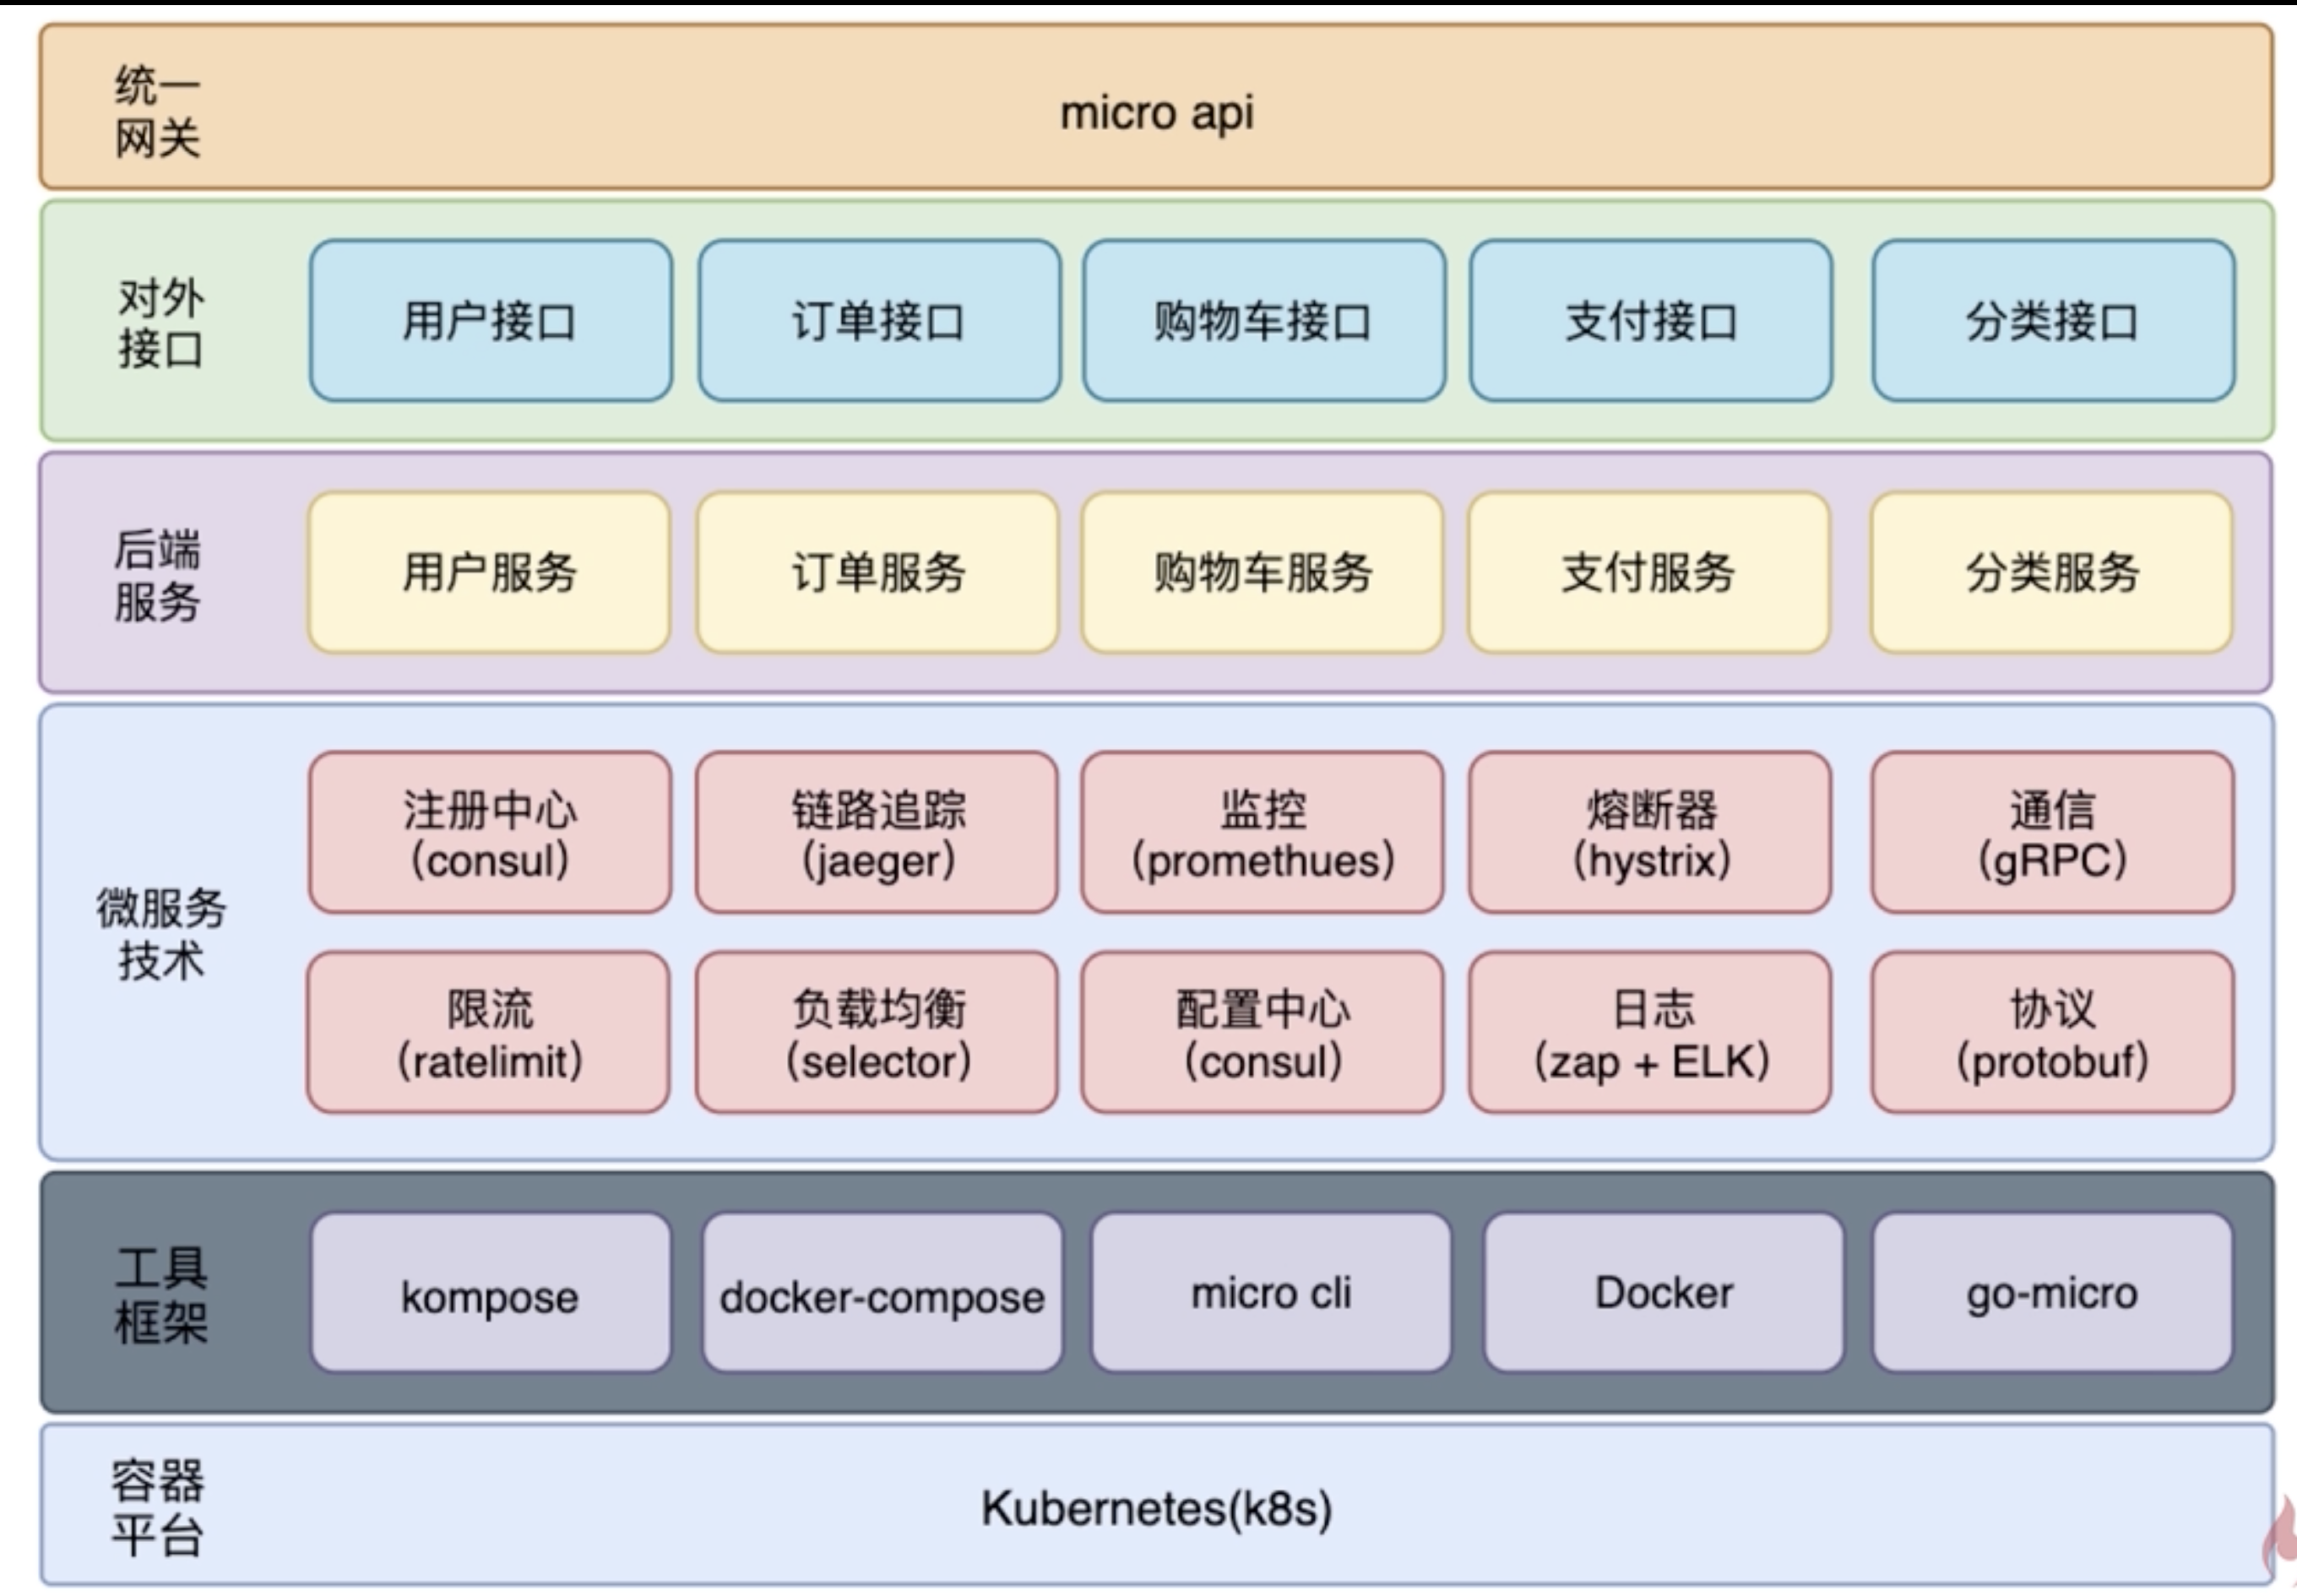 统一
网关
micro api
对外
接口
用户接口
订单接口
购物车接口
支付接口
分类接口
后端
服务
用户服务
订单服务
购物车服务
支付服务
分类服务
微服务
技术
注册中心
(consul)
链路追踪
(jaeger)
监控
(promethues)
熔断器
(hystrix)
通信
(gRPC)
限流
(ratelimit)
负载均衡
(selector)
配置中心
(consul)
日志
(zap + ELK)
协议
(protobuf)
工具
框架
kompose
docker-compose
micro cli
Docker
go-micro
容器
平台
Kubernetes(k8s)